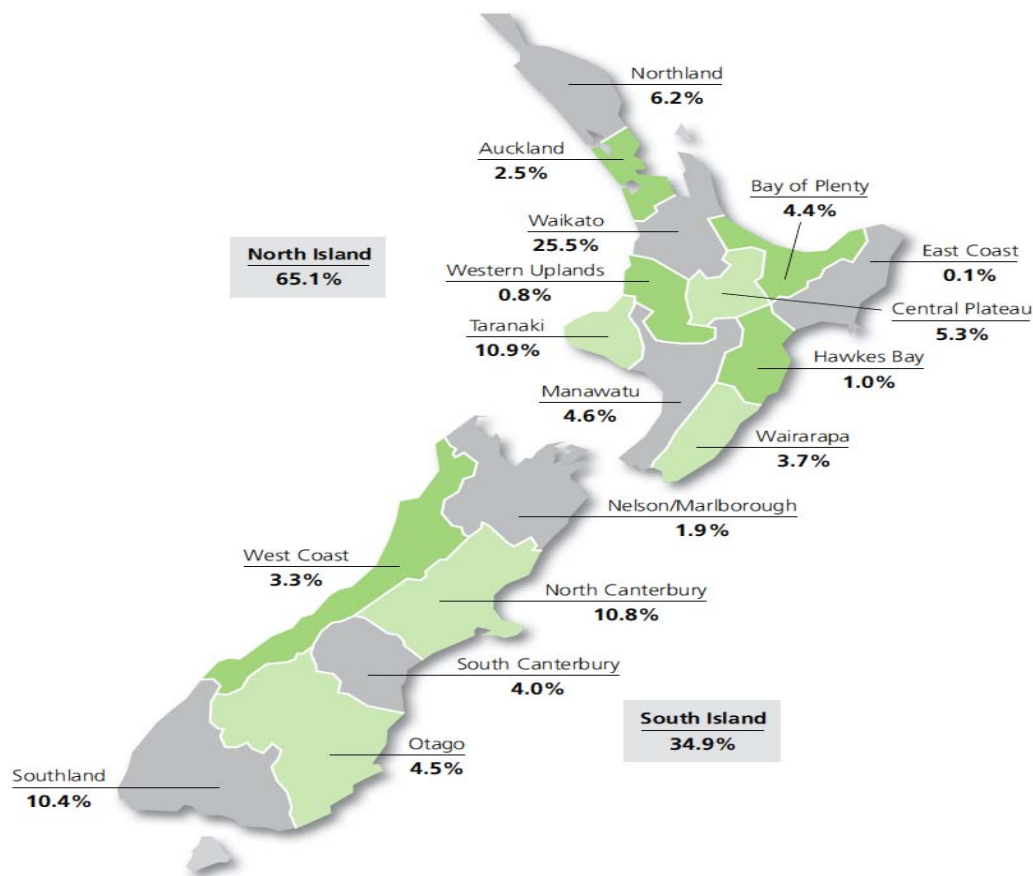 Northland
6.2%
Auckland
2.5%
Bay of Plenty
4.4%
Waikato
25.5%
North Island
65.1%
East Coast
0.1%
Western Uplands
0.8%
Central Plateau
5.3%
Taranaki
10.9%
Hawkes Bay
1.0%
Manawatu
4.6%
Wairarapa
3.7%
Nelson/Marlborough
1.9%
West Coast
3.3%
North Canterbury
10.8%
South Canterbury
4.0%
South Island
34.9%
Otago
4.5%
Southland
10.4%